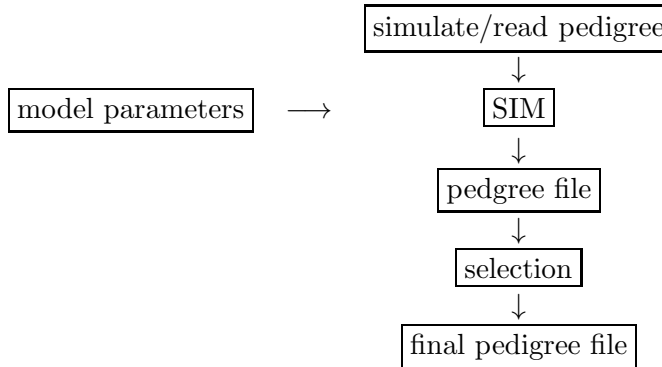 simulate/read pedigree
↓
model parameters ⟶ SIM
↓
pedgree file
↓
selection
↓
final pedigree file